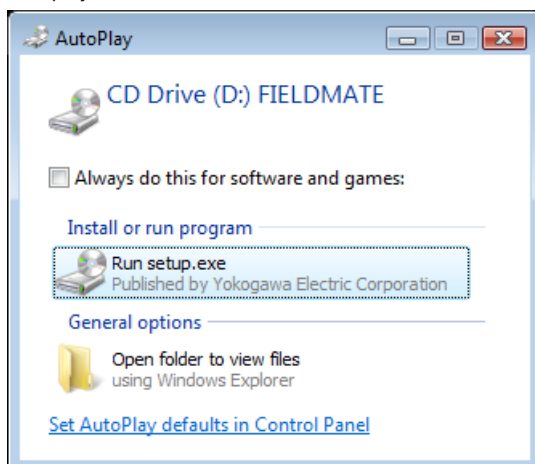 AutoPlay
CD Drive (D:) FIELDMATE
Always do this for software and games:
Install or run program
Run setup.exe
Published by Yokogawa Electric Corporation
General options
Open folder to view files
using Windows Explorer
Set AutoPlay defaults in Control Panel